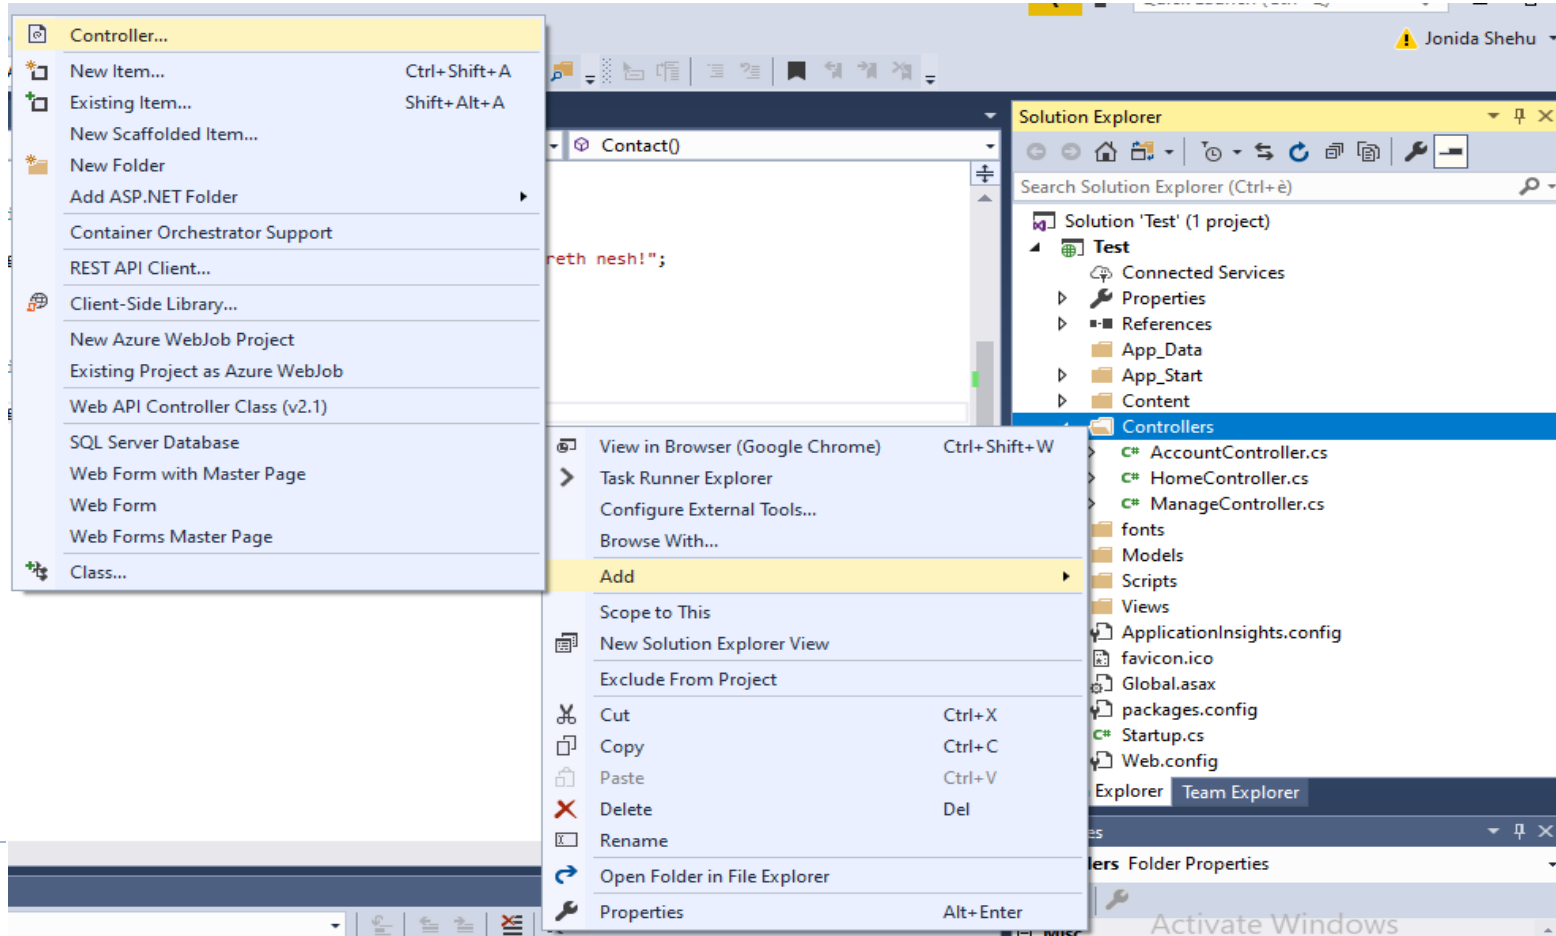 Controller...
New Item... Ctrl+Shift+A
Existing Item... Shift+Alt+A
New Scaffolded Item...
New Folder
Add ASP.NET Folder
Container Orchestrator Support
REST API Client...
Client-Side Library...
New Azure WebJob Project
Existing Project as Azure WebJob
Web API Controller Class (v2.1)
SQL Server Database
Web Form with Master Page
Web Form
Web Forms Master Page
Class...
Contact()
reth nesh!";
View in Browser (Google Chrome) Ctrl+Shift+W
Task Runner Explorer
Configure External Tools...
Browse With...
Add
Scope to This
New Solution Explorer View
Exclude From Project
Cut Ctrl+X
Copy Ctrl+C
Paste Ctrl+V
Delete Del
Rename
Open Folder in File Explorer
Properties Alt+Enter
Jonida Shehu
Solution Explorer
Search Solution Explorer (Ctrl+è)
Solution 'Test' (1 project)
Test
Connected Services
Properties
References
App_Data
App_Start
Content
Controllers
C# AccountController.cs
C# HomeController.cs
C# ManageController.cs
fonts
Models
Scripts
Views
ApplicationInsights.config
favicon.ico
Global.asax
packages.config
C# Startup.cs
Web.config
Explorer Team Explorer
es
lers Folder Properties
Activate Windows
Misc